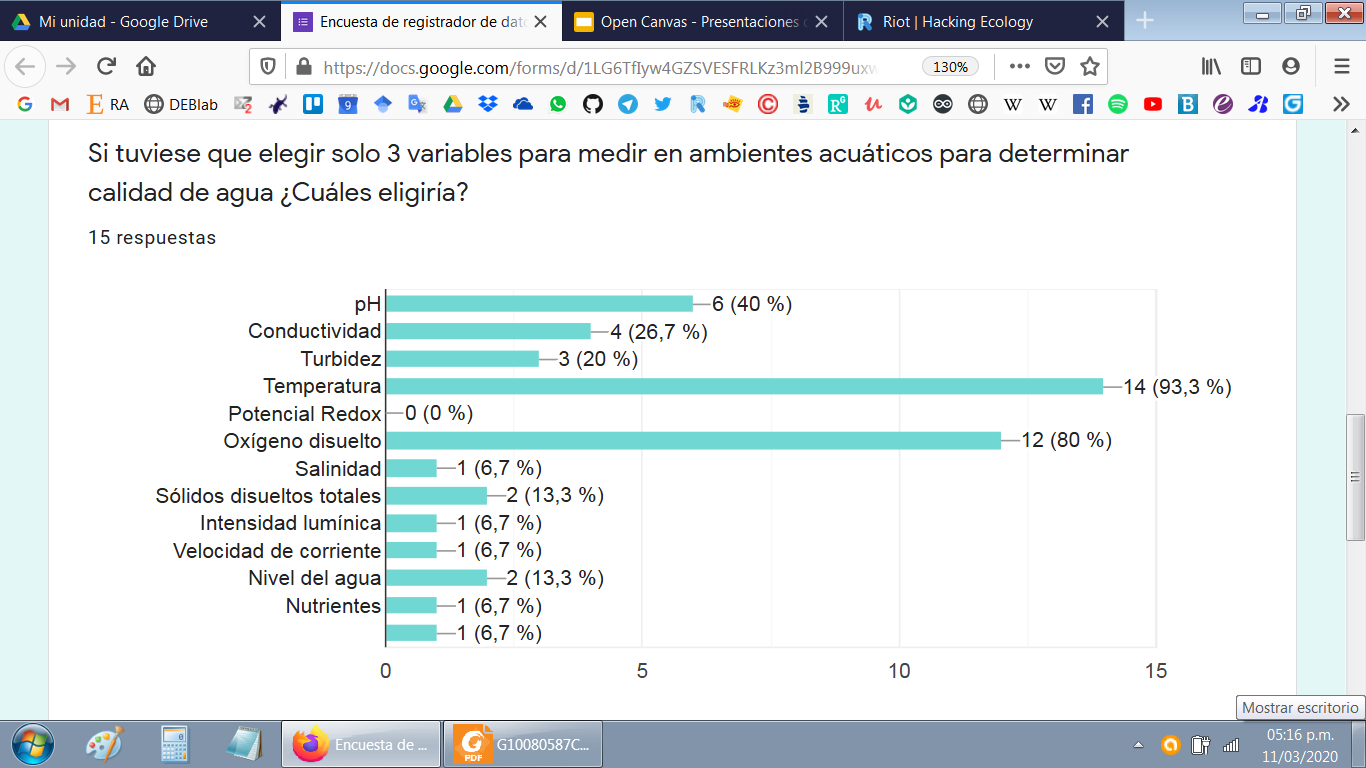 Mi unidad - Google Drive
Encuesta de registrador de dato
Open Canvas - Presentaciones
Riot | Hacking Ecology
https://docs.google.com/forms/d/
130%
RA
DEBlab
Si tuviese que elegir solo 3 variables para medir en ambientes acuáticos para determinar
calidad de agua ¿Cuáles eligiría?
15 respuestas
pH 6 (40 %)
Conductividad 4 (26,7 %)
Turbidez 3 (20 %)
Temperatura 14 (93,3 %)
Potencial Redox 0 (0 %)
Oxígeno disuelto 12 (80 %)
Salinidad 1 (6,7 %)
Sólidos disueltos totales 2 (13,3 %)
Intensidad lumínica 1 (6,7 %)
Velocidad de corriente 1 (6,7 %)
Nivel del agua 2 (13,3 %)
Nutrientes 1 (6,7 %)
1 (6,7 %)
0 5 10 15
Mostrar escritorio
Encuesta de ...
G10080587C...
05:16 p.m.
11/03/2020